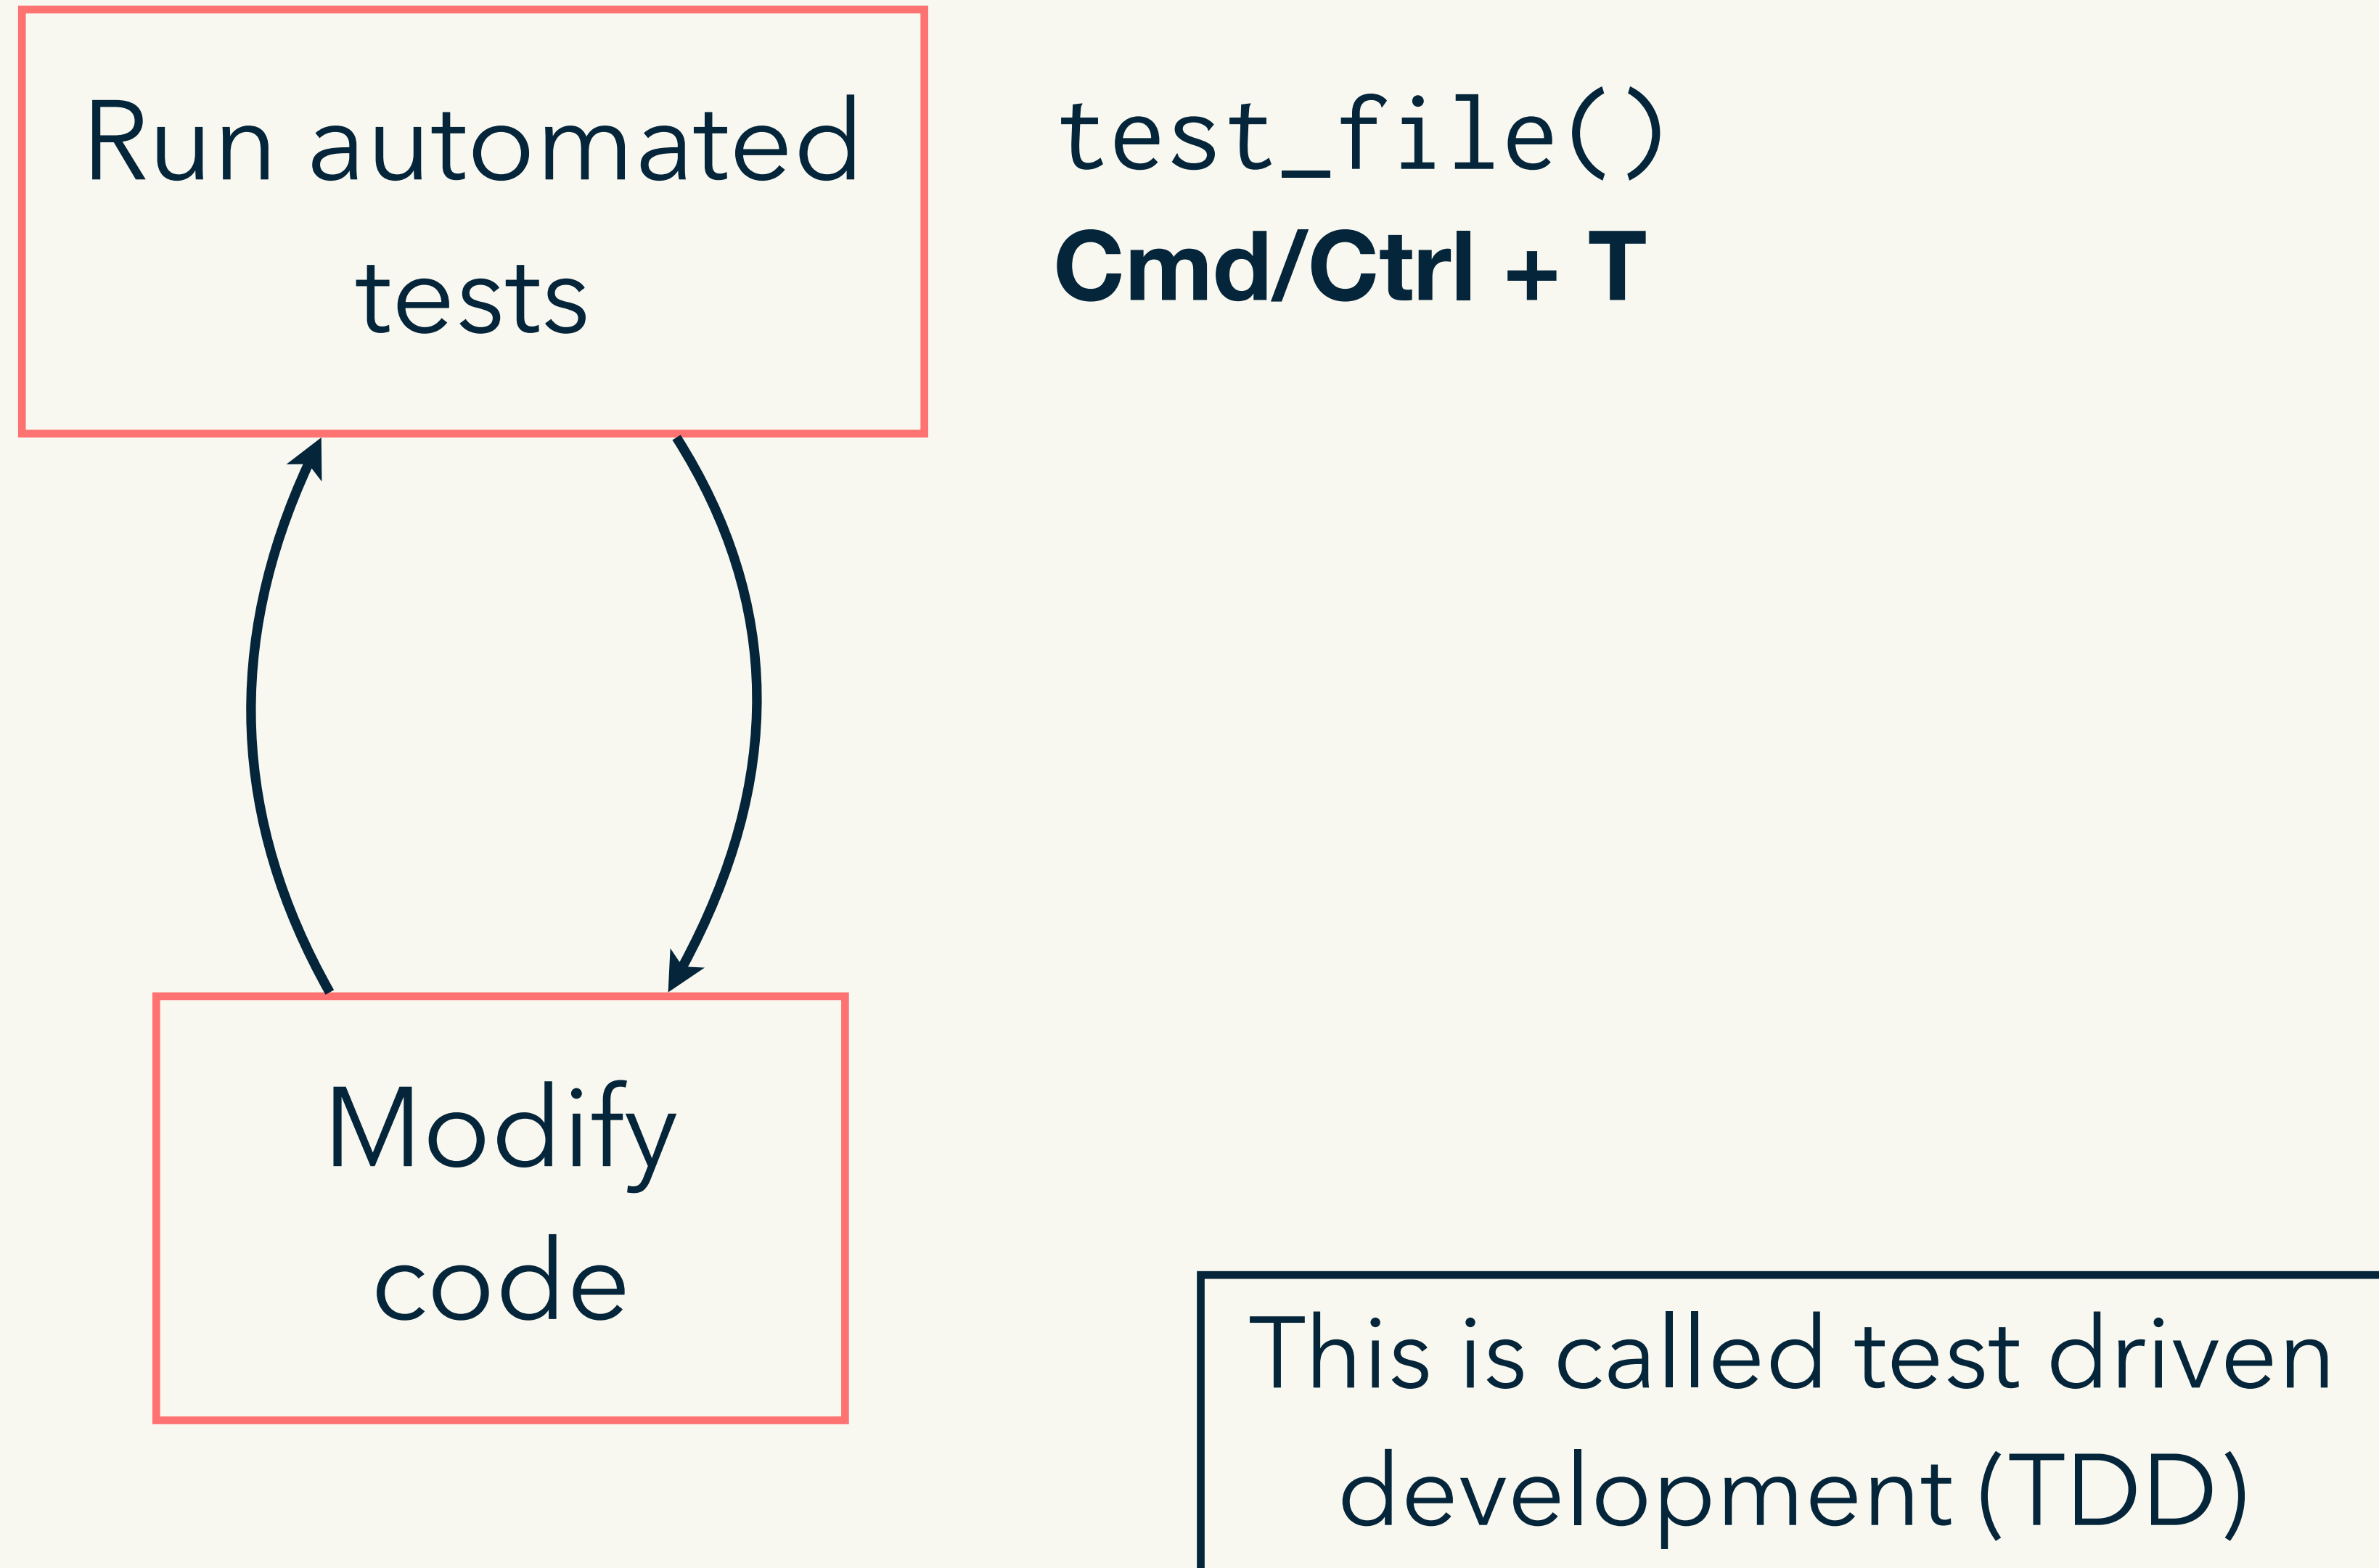 Run automated
tests
test_file()
Cmd/Ctrl + T
Modify
code
This is called test driven
development (TDD)